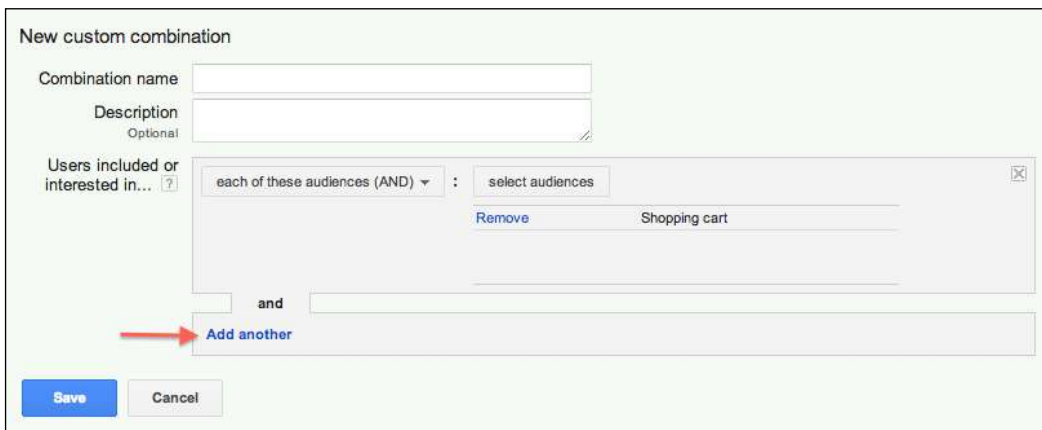 New custom combination
Combination name
Description
Optional
Users included or
interested in... ?
each of these audiences (AND) : select audiences
Remove Shopping cart
and
Add another
Save Cancel